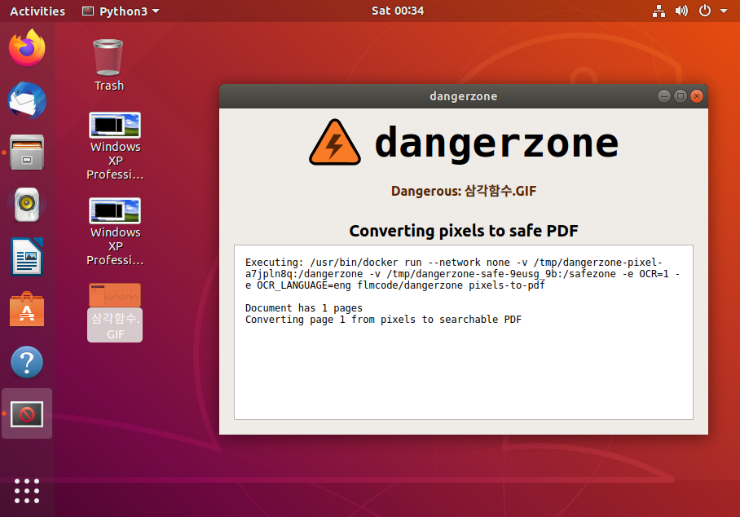 Activities
Python3
Sat 00:34
Trash
Windows
XP
Professi...
Windows
XP
Professi...
삼각함수.
GIF
dangerzone
dangerzone
Dangerous: 삼각함수.GIF
Converting pixels to safe PDF
Executing: /usr/bin/docker run --network none -v /tmp/dangerzone-pixel-
a7jpln8q:/dangerzone -v /tmp/dangerzone-safe-9eusg_9b:/safezone -e OCR=1 -
e OCR_LANGUAGE=eng flmcode/dangerzone pixels-to-pdf
Document has 1 pages
Converting page 1 from pixels to searchable PDF